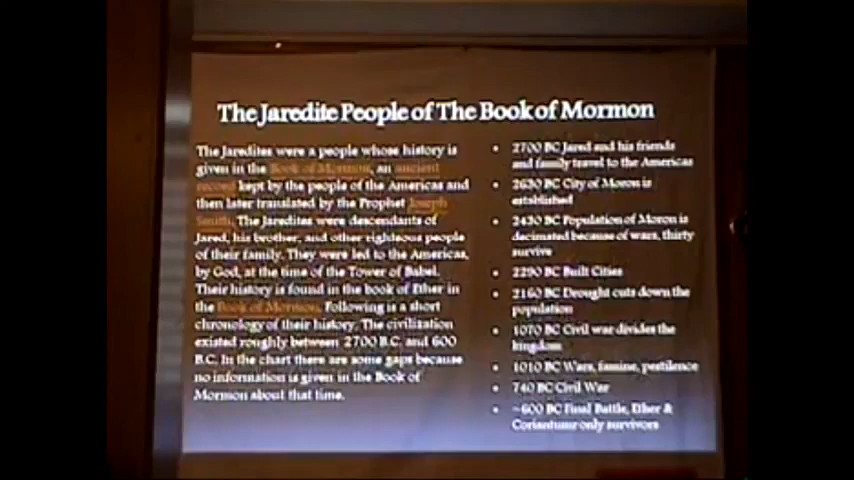 The Jaredite People of The Book of Mormon
The Jaredites were a people whose history is
given in the Book of Mormon, an ancient
record kept by the people of the Americas and
then later translated by the Prophet Joseph
Smith. The Jaredites were descendants of
Jared, his brother, and other righteous people
of their family. They were led to the Americas,
by God, at the time of the Tower of Babel.
Their history is found in the book of Ether in
the Book of Mormon. Following is a short
chronology of their history. The civilization
existed roughly between 2700 B.C. and 600
B.C. In the chart there are some gaps because
no information is given in the Book of
Mormon about that time.
• 2700 BC Jared and his friends
and family travel to the Americas
• 2630 BC City of Moron is
established
• 2430 BC Population of Moron is
decimated because of wars, thirty
survive
• 2290 BC Built Cities
• 2160 BC Drought cuts down the
population
• 1070 BC Civil war divides the
kingdom
• 1010 BC Wars, famine, pestilence
• 740 BC Civil War
• ~600 BC Final Battle, Ether &
Coriantumr only survivors